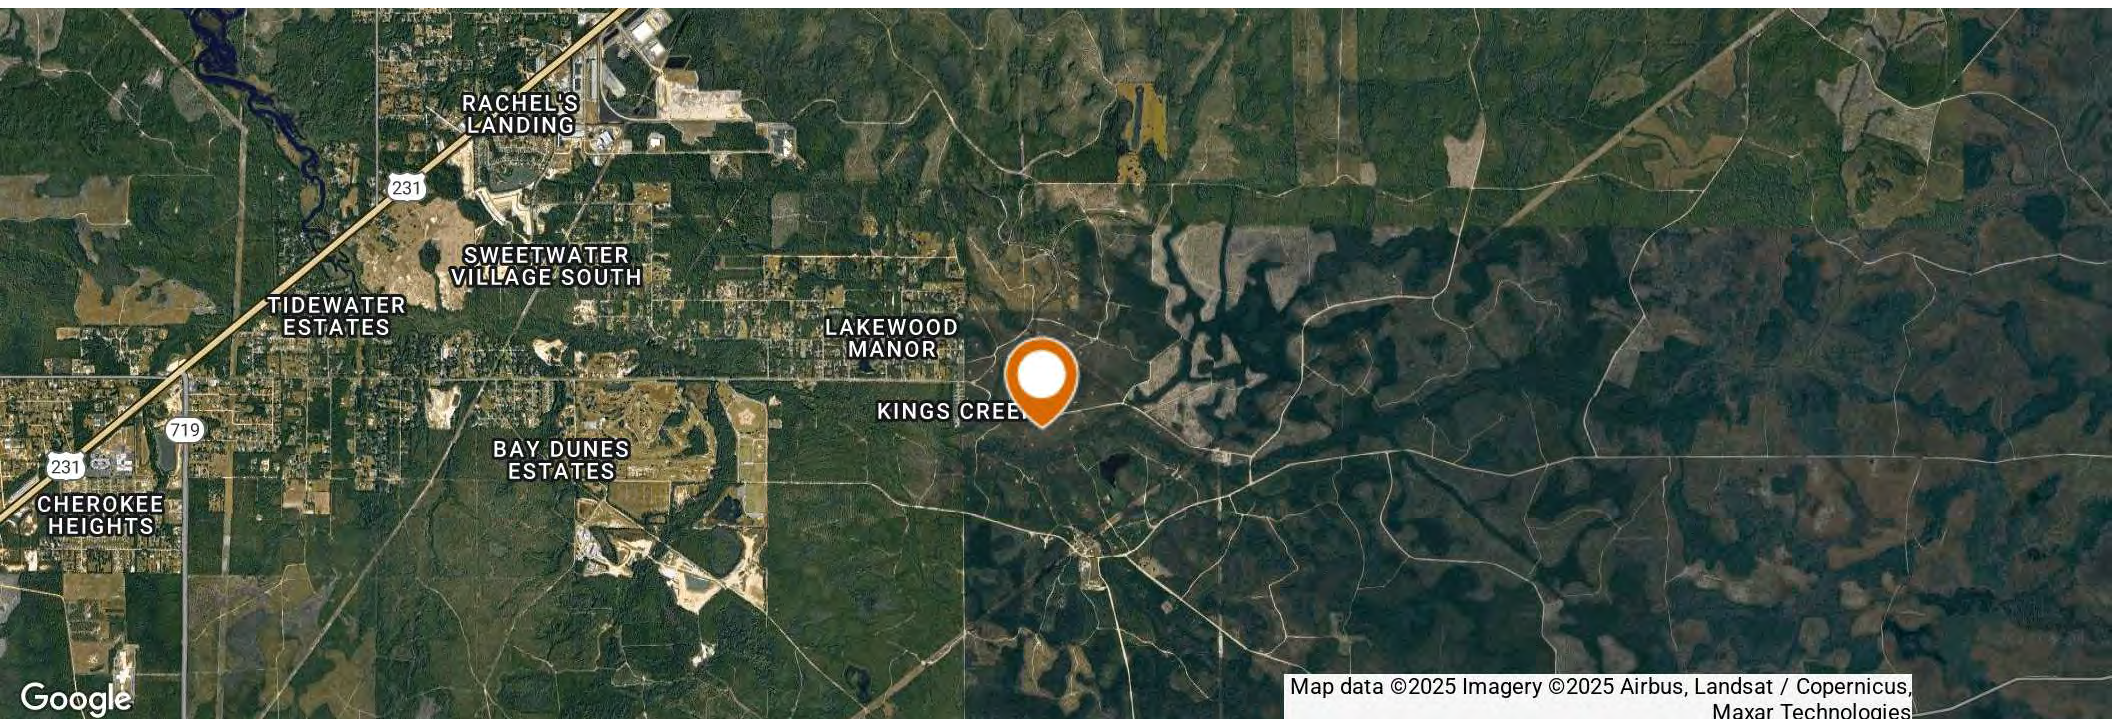 RACHEL'S
LANDING
231
SWEETWATER
VILLAGE SOUTH
TIDEWATER
ESTATES
LAKEWOOD
MANOR
KINGS CREE
719
BAY DUNES
ESTATES
231
CHEROKEE
HEIGHTS
Google
Map data ©2025 Imagery ©2025 Airbus, Landsat / Copernicus,
Maxar Technologies